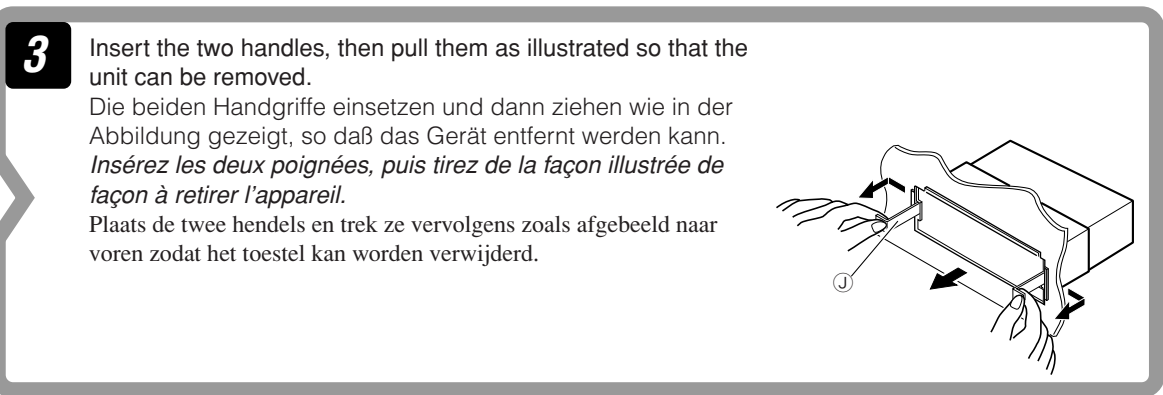 3
Insert the two handles, then pull them as illustrated so that the
unit can be removed.
Die beiden Handgriffe einsetzen und dann ziehen wie in der
Abbildung gezeigt, so daß das Gerät entfernt werden kann.
Insérez les deux poignées, puis tirez de la façon illustrée de
façon à retirer l'appareil.
Plaats de twee hendels en trek ze vervolgens zoals afgebeeld naar
voren zodat het toestel kan worden verwijderd.
Ⓙ